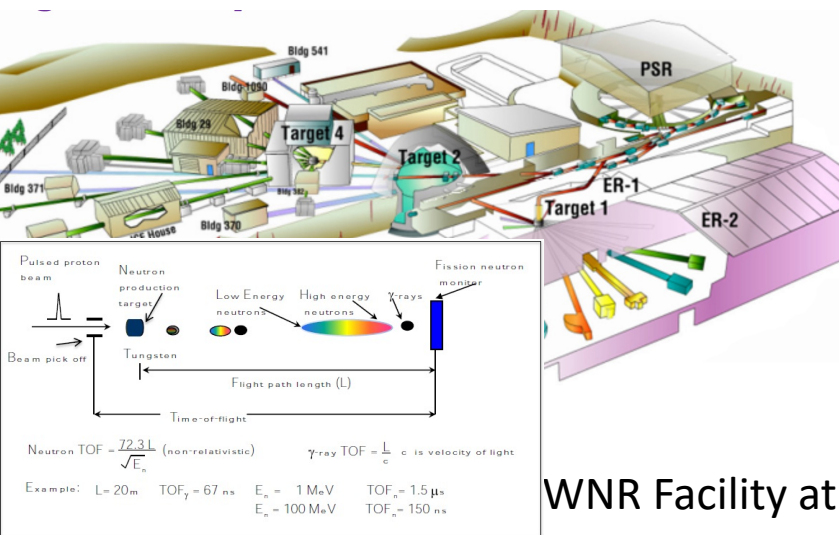 Bldg 541
PSR
Bldg 1090
Bldg 29
Target 4
Target 2
Bldg 371
Bldg 382
ER-1
Target 1
ER-2
Bldg 370
House
Pulsed proton
beam
Neutron
production
target
Low Energy
neutrons
High energy
neutrons
γ-rays
Fission neutron
moniter
Beam pick off
Tungsten
Flight path length (L)
Time-of-flight
Neutron TOF = 72.3 L / √Eₙ (non-relativistic)
γ-ray TOF = L / c c is velocity of light
Example: L= 20m TOFγ = 67 ns Eₙ = 1 MeV TOFₙ = 1.5 μs
Eₙ = 100 MeV TOFₙ = 150 ns
WNR Facility at